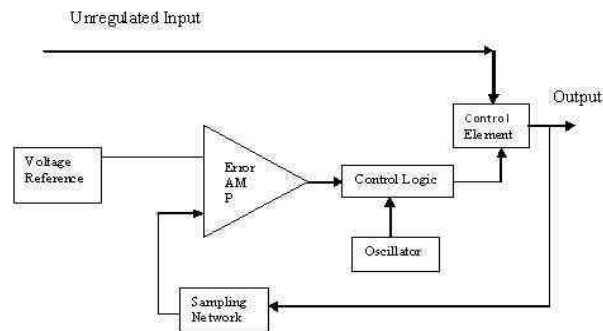 Unregulated Input
Output
Control
Element
Voltage
Reference
Error
AM
P
Control Logic
Oscillator
Sampling
Network